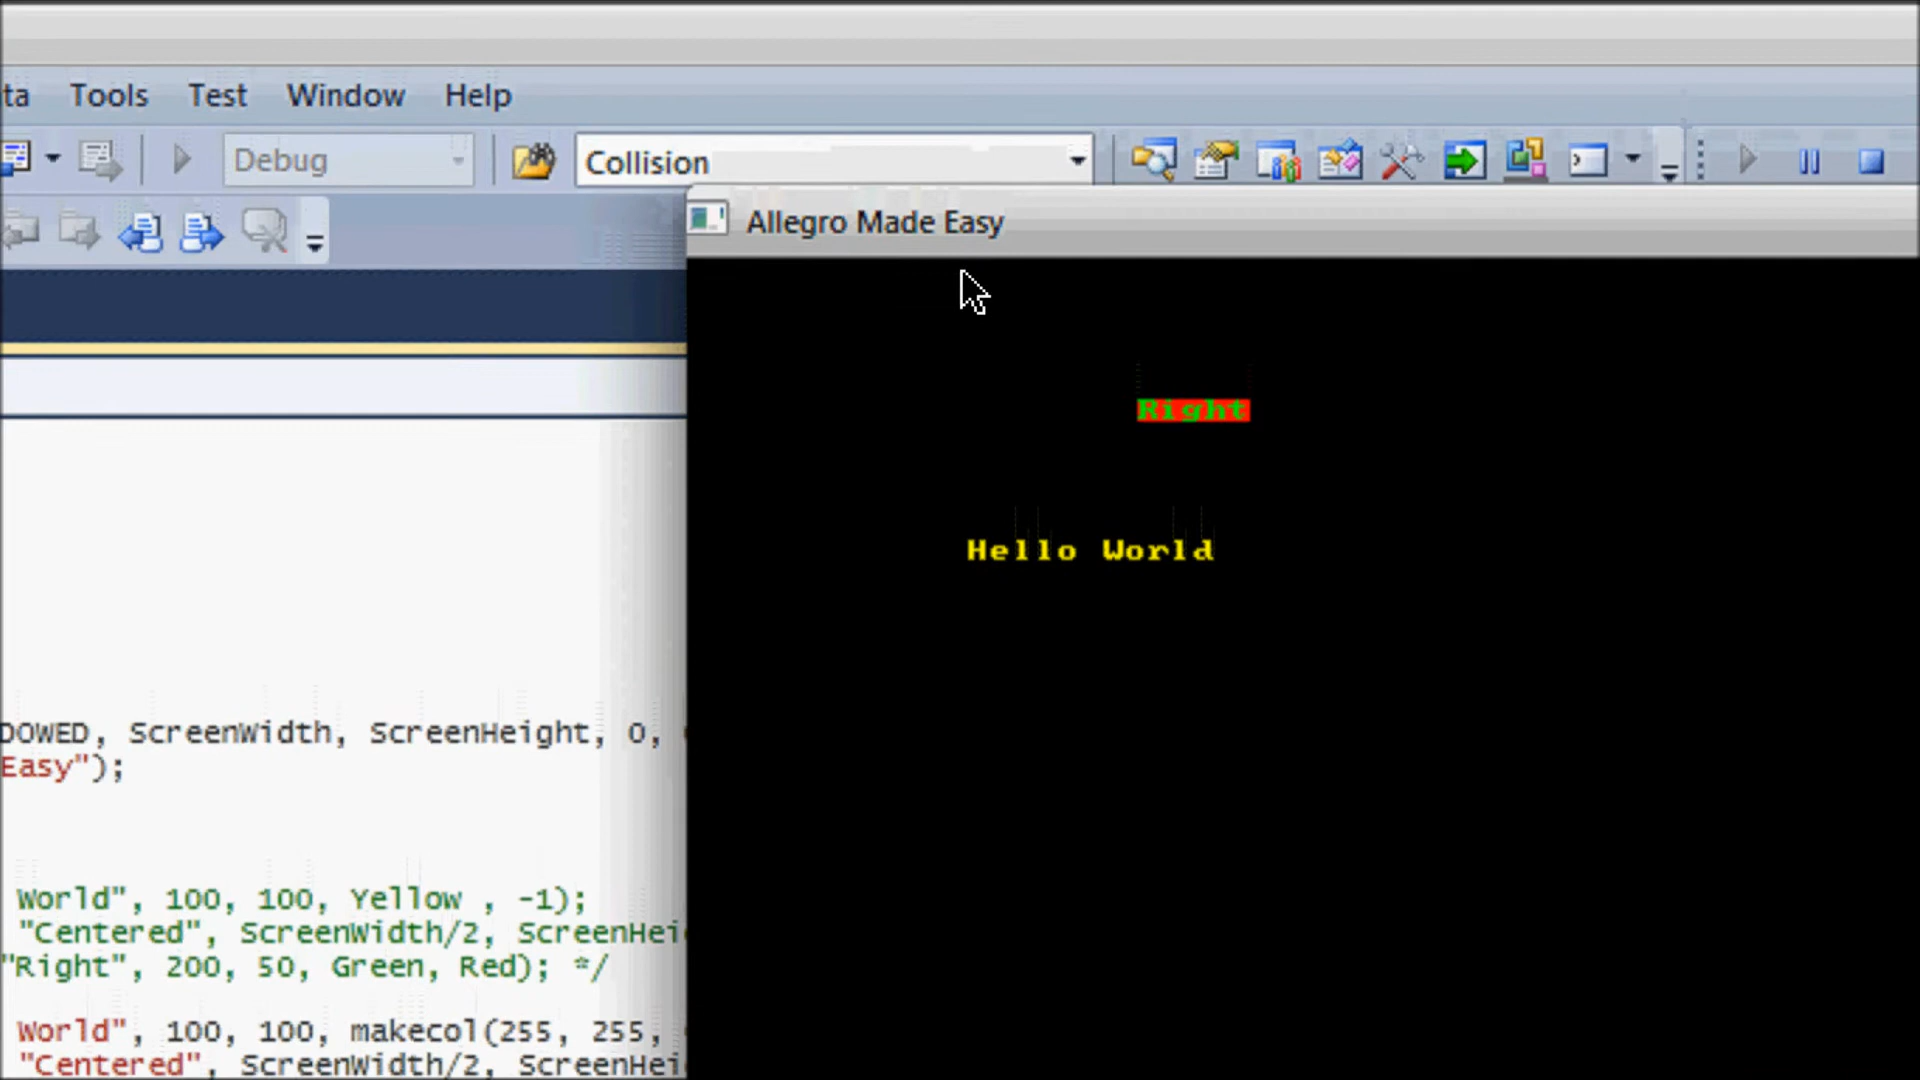 ta Tools Test Window Help
Debug Collision
Allegro Made Easy
Right
Hello World
DOWED, ScreenWidth, ScreenHeight, 0,
Easy");
World", 100, 100, Yellow , -1);
"Centered", ScreenWidth/2, ScreenHei
"Right", 200, 50, Green, Red); */
World", 100, 100, makecol(255, 255,
"Centered", ScreenWidth/2, ScreenHei